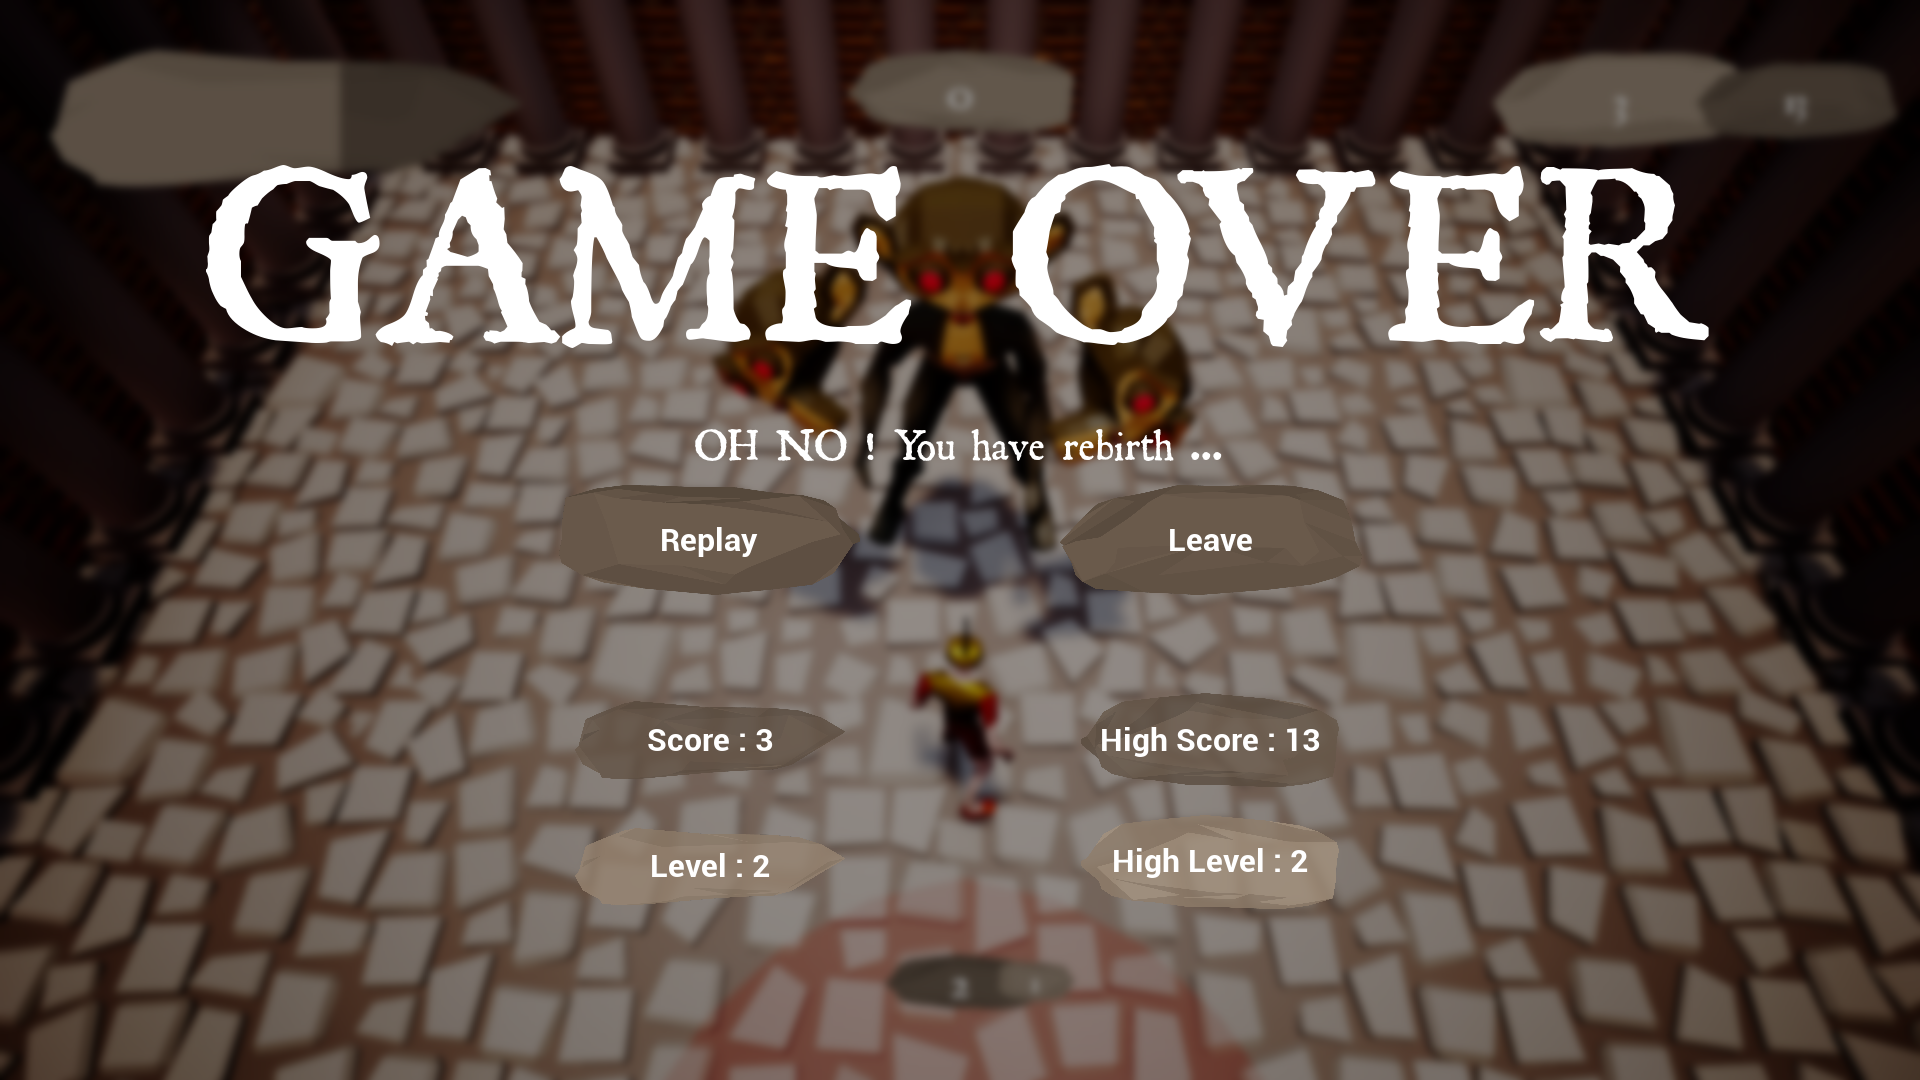 GAME OVER
OH NO ! You have rebirth ...
Replay
Leave
Score : 3
High Score : 13
Level : 2
High Level : 2